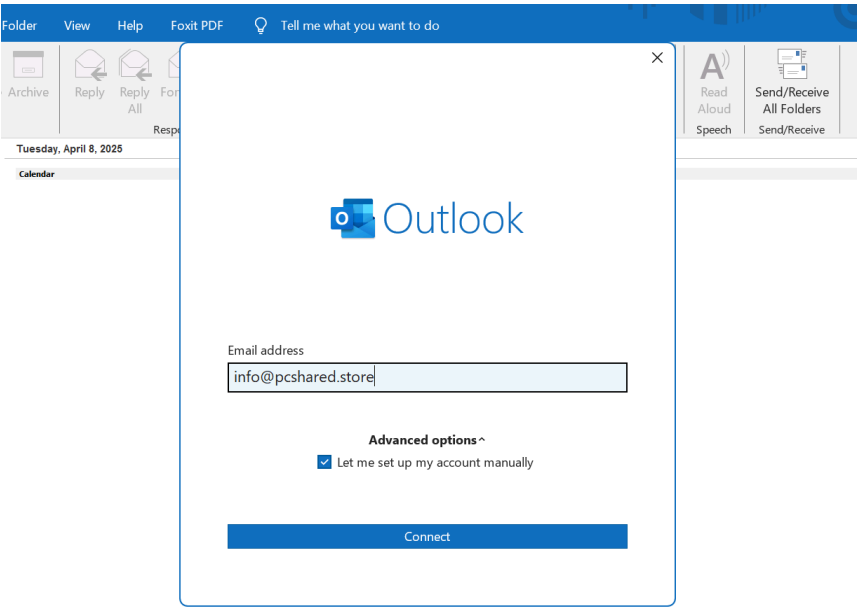 Folder View Help Foxit PDF Tell me what you want to do
Archive
Reply
Reply All
Read Aloud
Send/Receive All Folders
Speech
Send/Receive
Tuesday, April 8, 2025
Calendar
Outlook
Email address
info@pcshared.store
Advanced options
Let me set up my account manually
Connect